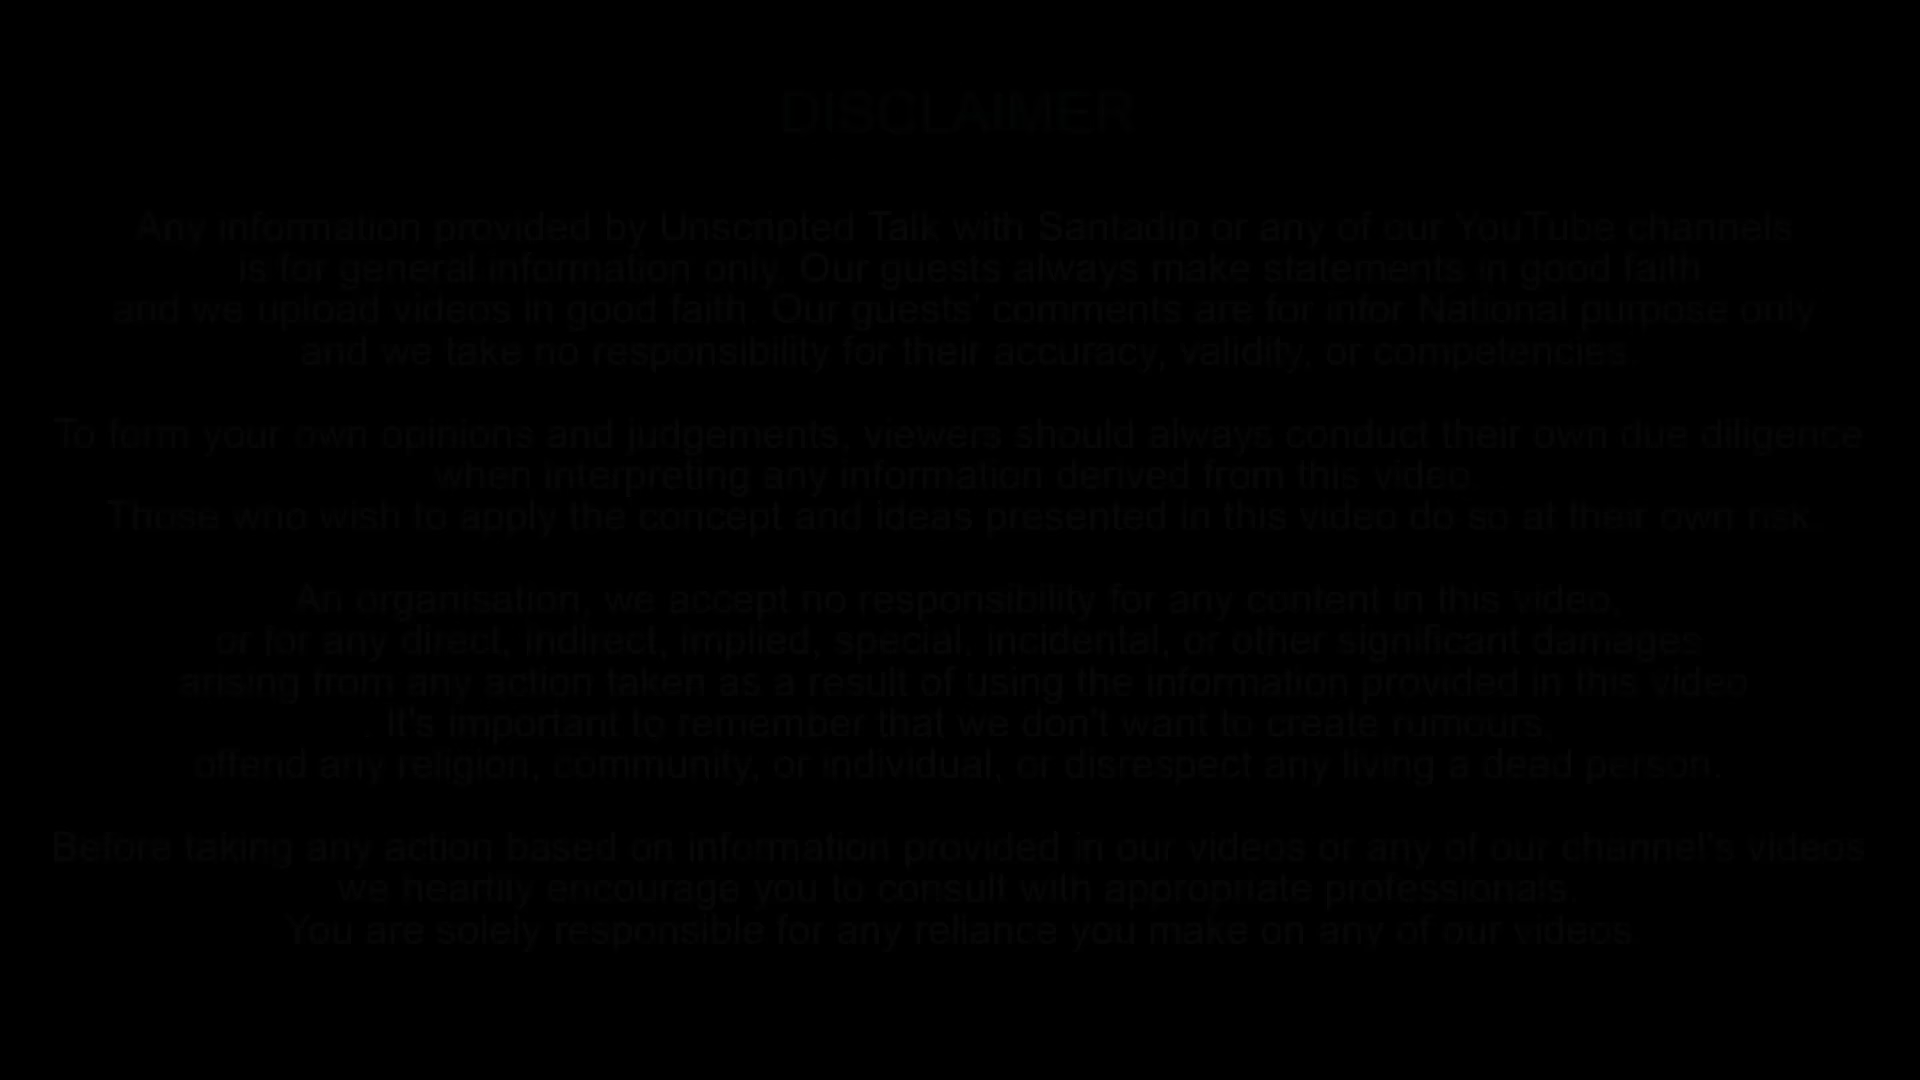 DISCLAIMER
Any information provided by Unscripted Talk with Santadip or any of our YouTube channels
is for general information only. Our guests always make statements in good faith
and we upload videos in good faith. Our guests' comments are for infor National purpose only
and we take no responsibility for their accuracy, validity, or competencies.
To form your own opinions and judgements, viewers should always conduct their own due diligence
when interpreting any information derived from this video.
Those who wish to apply the concept and ideas presented in this video do so at their own risk.
An organisation, we accept no responsibility for any content in this video,
or for any direct, indirect, implied, special, incidental, or other significant damages
arising from any action taken as a result of using the information provided in this video
. It's important to remember that we don't want to create rumours,
offend any religion, community, or individual, or disrespect any living a dead person.
Before taking any action based on information provided in our videos or any of our channel's videos
we heartily encourage you to consult with appropriate professionals.
You are solely responsible for any reliance you make on any of our videos.